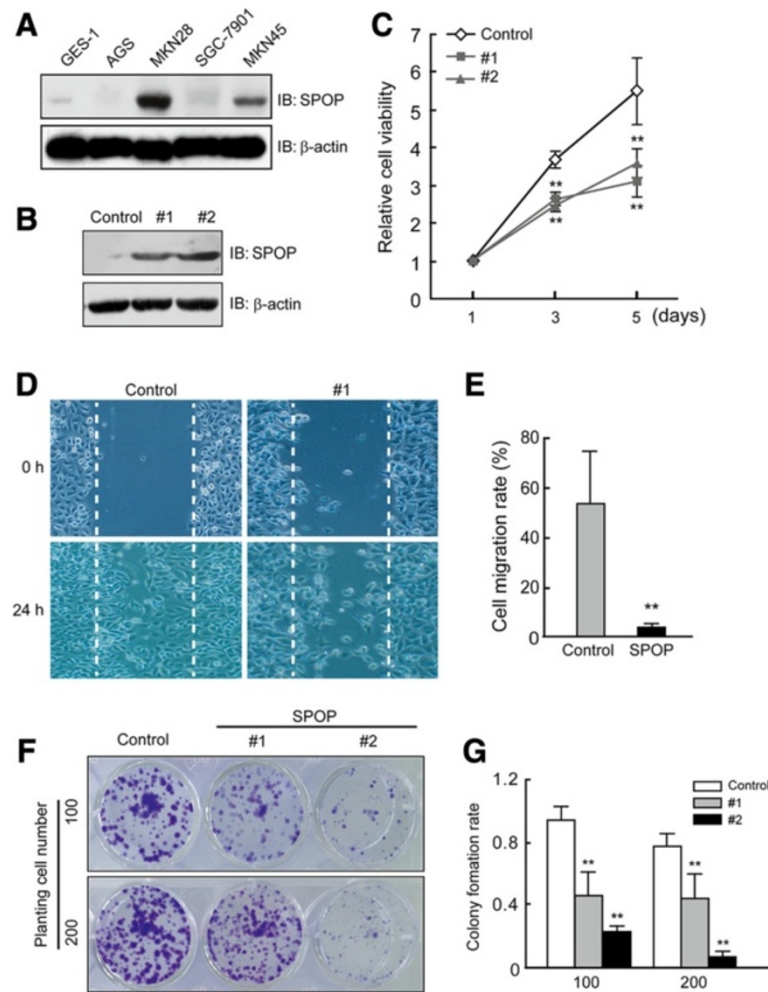 A
GES-1
AGS
MKN28
SGC-7901
MKN45
IB: SPOP
IB: β-actin
B
Control #1 #2
IB: SPOP
IB: β-actin
C
Relative cell viability
7
6
5
4
3
2
1
0
Control
#1
#2
**
**
**
**
1 3 5 (days)
D
Control #1
0 h
24 h
E
Cell migration rate (%)
80
60
40
20
0
**
Control SPOP
F
SPOP
Control #1 #2
Planting cell number
100
200
G
Colony fomation rate
1.2
0.8
0.4
0
Control
#1
#2
**
**
**
**
100 200